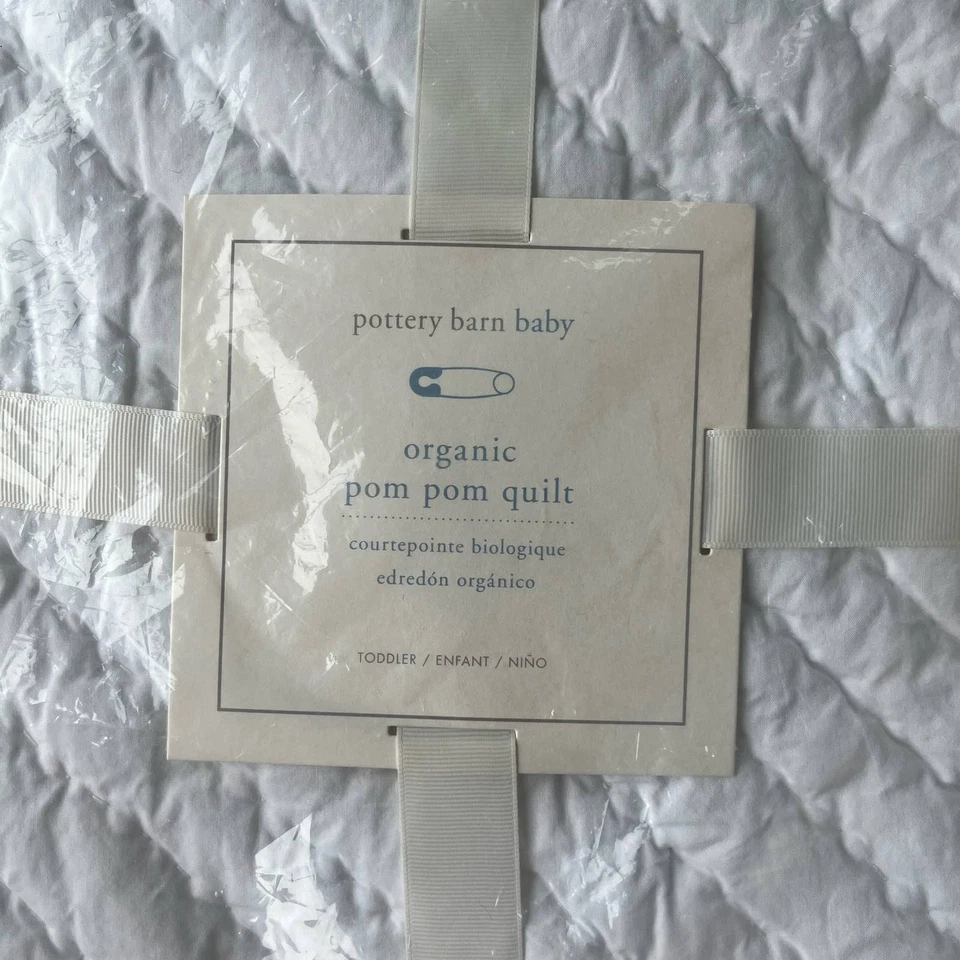 pottery barn baby
organic
pom pom quilt
courtepointe biologique
edredón orgánico
TODDLER / ENFANT / NIÑO